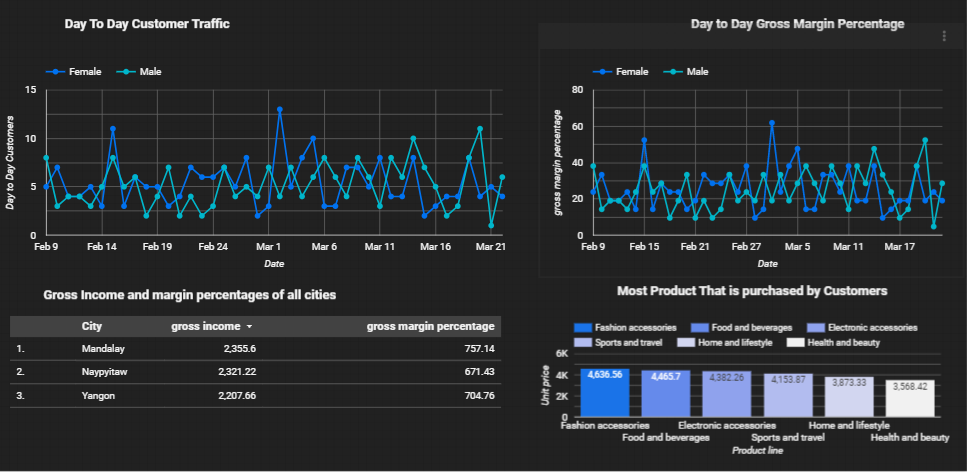 Day To Day Customer Traffic
Female Male
15
10
5
0
Day to Day Customers
Feb 9 Feb 14 Feb 19 Feb 24 Mar 1 Mar 6 Mar 11 Mar 16 Mar 21
Date
Day to Day Gross Margin Percentage
Female Male
80
60
40
20
0
gross margin percentage
Feb 9 Feb 15 Feb 21 Feb 27 Mar 5 Mar 11 Mar 17
Date
Gross Income and margin percentages of all cities
City gross income gross margin percentage
1. Mandalay 2,355.6 757.14
2. Naypyitaw 2,321.22 671.43
3. Yangon 2,207.66 704.76
Most Product That is purchased by Customers
Fashion accessories Food and beverages Electronic accessories
Sports and travel Home and lifestyle Health and beauty
6K
4K
2K
0
Unit price
4,636.56 4,465.7 4,382.26 4,153.87 3,873.33 3,568.42
Fashion accessories Electronic accessories Home and lifestyle
Food and beverages Sports and travel Health and beauty
Product line